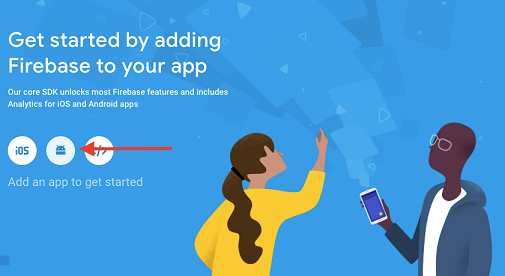 Get started by adding
Firebase to your app
Our core SDK unlocks most Firebase features and includes
Analytics for iOS and Android apps
iOS
</>
Add an app to get started